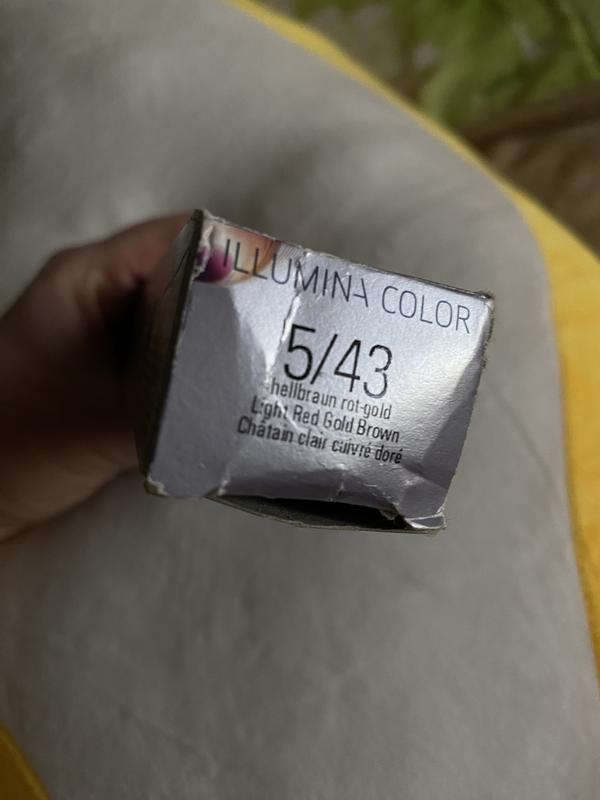 ILLUMINA COLOR
5/43
hellbraun rot-gold
Light Red Gold Brown
Châtain clair cuivré doré